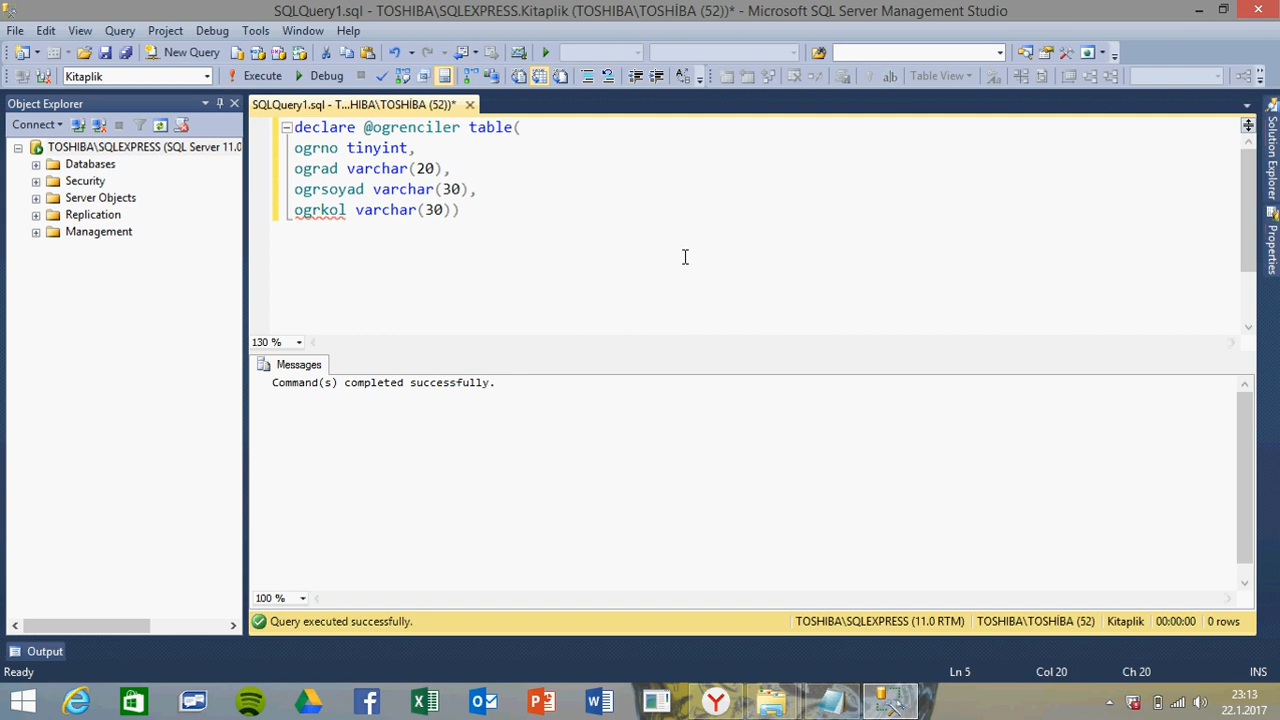 SQLQuery1.sql - TOSHIBA\SQLEXPRESS.Kitaplik (TOSHIBA\TOSHİBA (52))* - Microsoft SQL Server Management Studio
File Edit View Query Project Debug Tools Window Help
New Query
Kitaplik Execute Debug Table View
Object Explorer
SQLQuery1.sql - T...HIBA\TOSHİBA (52))*
Connect
TOSHIBA\SQLEXPRESS (SQL Server 11.0
Databases
Security
Server Objects
Replication
Management
declare @ogrenciler table(
ogrno tinyint,
ograd varchar(20),
ogrsoyad varchar(30),
ogrkol varchar(30))
130 %
Messages
Command(s) completed successfully.
100 %
Query executed successfully. TOSHIBA\SQLEXPRESS (11.0 RTM) TOSHIBA\TOSHİBA (52) Kitaplik 00:00:00 0 rows
Solution Explorer
Properties
Output
Ready Ln 5 Col 20 Ch 20 INS
23:13
22.1.2017